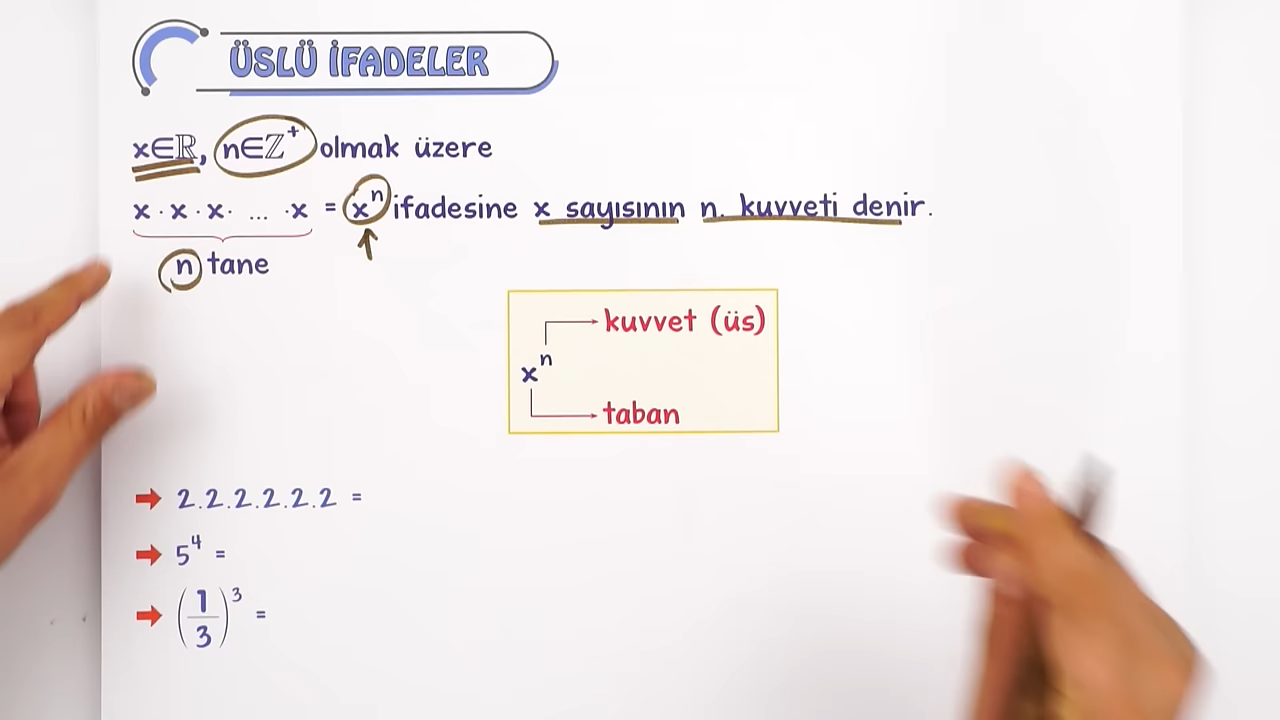 ÜSLÜ İFADELER
x∈ℝ, n∈ℤ⁺ olmak üzere
x · x · x · ... · x = xⁿ ifadesine x sayısının n. kuvveti denir.
n tane
kuvvet (üs)
xⁿ
taban
2.2.2.2.2.2 =
5⁴ =
(1/3)³ =